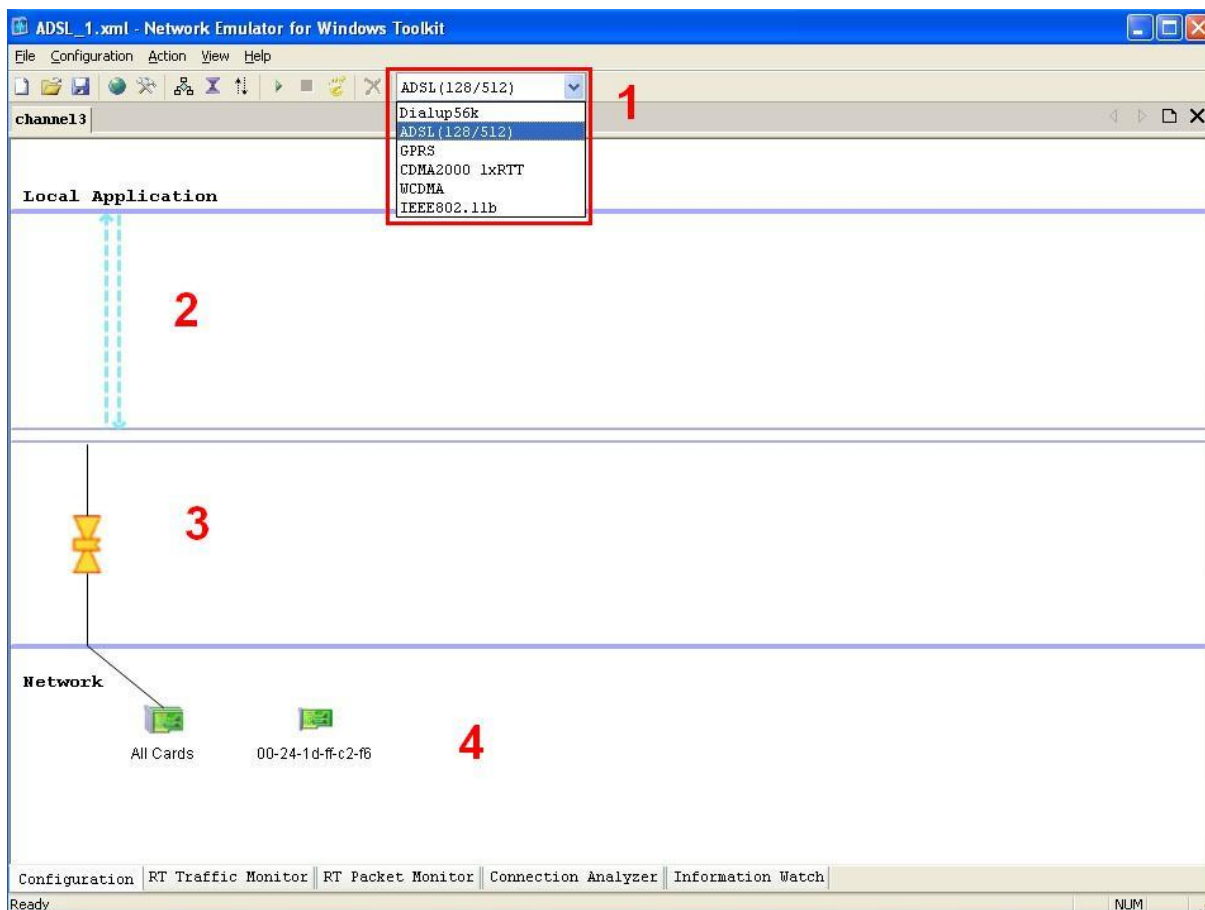 ADSL_1.xml - Network Emulator for Windows Toolkit
File Configuration Action View Help
ADSL(128/512)
1
channel3
Dialup56k
ADSL(128/512)
GPRS
CDMA2000 1xRTT
WCDMA
IEEE802.11b
Local Application
2
3
Network
All Cards 00-24-1d-ff-c2-f6
4
Configuration RT Traffic Monitor RT Packet Monitor Connection Analyzer Information Watch
Ready NUM